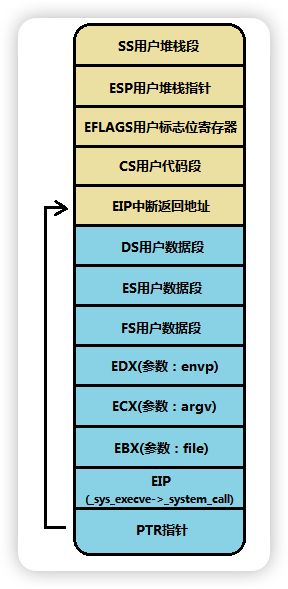 SS用户堆栈段
ESP用户堆栈指针
EFLAGS用户标志位寄存器
CS用户代码段
EIP中断返回地址
DS用户数据段
ES用户数据段
FS用户数据段
EDX(参数：envp)
ECX(参数：argv)
EBX(参数：file)
EIP
(_sys_execve->_system_call)
PTR指针